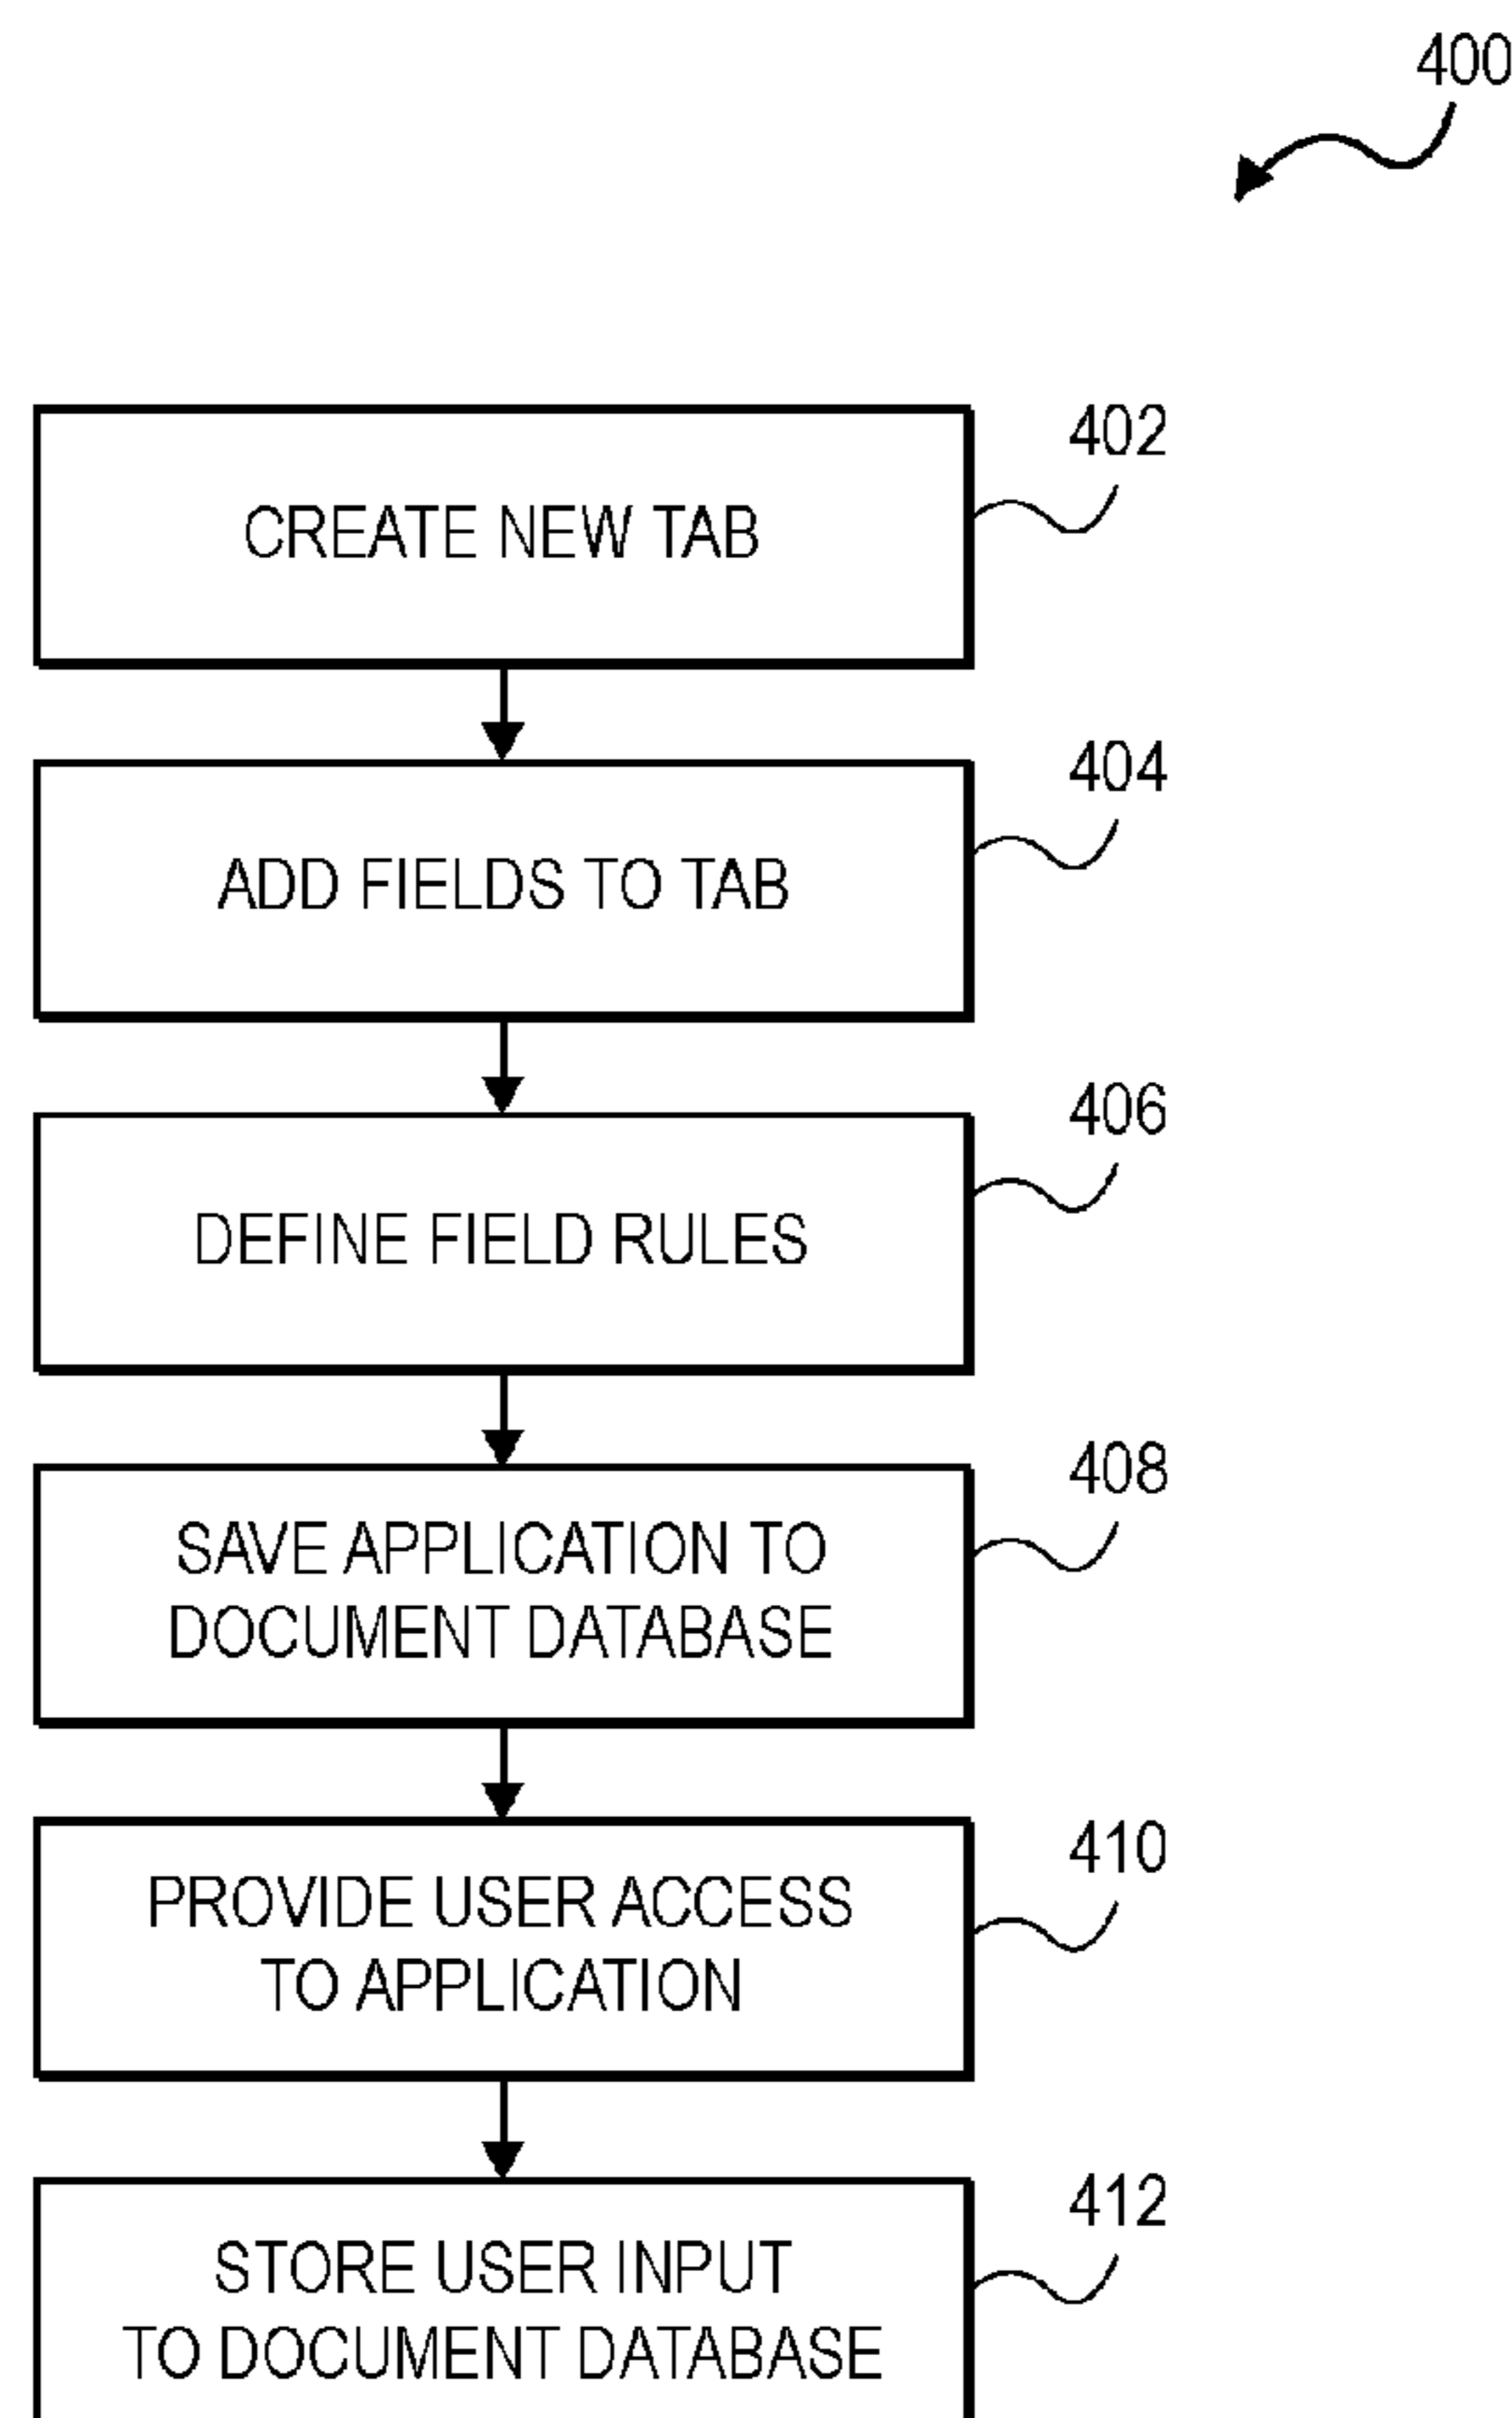 400
402
CREATE NEW TAB
404
ADD FIELDS TO TAB
406
DEFINE FIELD RULES
408
SAVE APPLICATION TO
DOCUMENT DATABASE
410
PROVIDE USER ACCESS
TO APPLICATION
412
STORE USER INPUT
TO DOCUMENT DATABASE